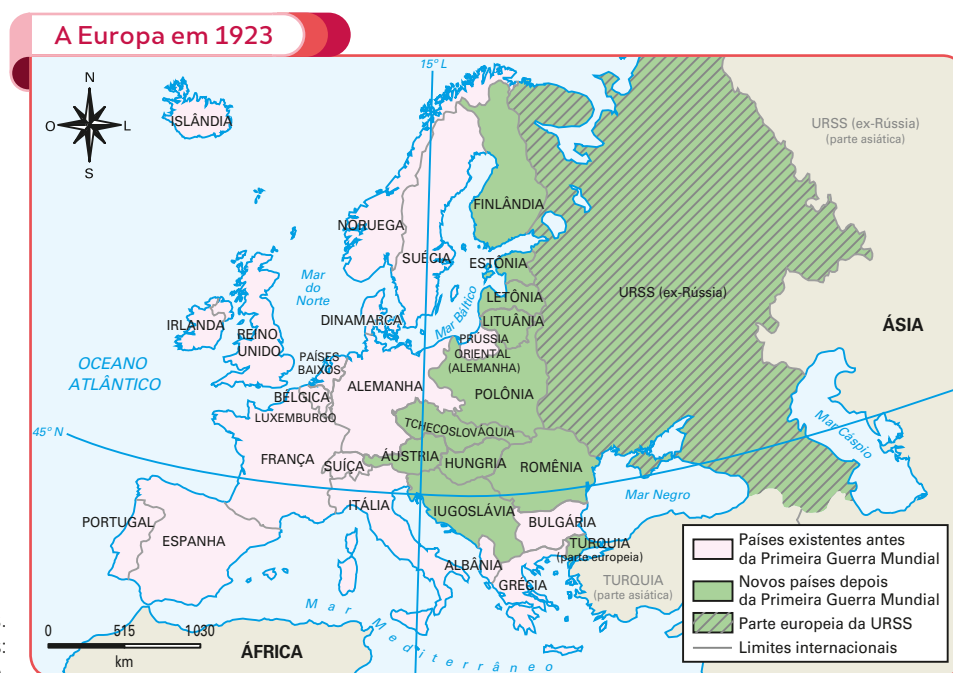 A Europa em 1923
15° L
N
O
L
S
ISLÂNDIA
URSS (ex-Rússia)
(parte asiática)
FINLÂNDIA
NORUEGA
SUÉCIA
ESTÔNIA
Mar
do
Norte
LETÔNIA
URSS (ex-Rússia)
Mar Báltico
LITUÂNIA
DINAMARCA
IRLANDA
REINO
UNIDO
ÁSIA
PRÚSSIA
ORIENTAL
(ALEMANHA)
OCEANO
ATLÂNTICO
PAÍSES
BAIXOS
ALEMANHA
POLÔNIA
BÉLGICA
LUXEMBURGO
TCHECOSLOVÁQUIA
Mar Cáspio
45° N
FRANÇA
SUÍÇA
ÁUSTRIA
HUNGRIA
ROMÊNIA
Mar Negro
ITÁLIA
IUGOSLÁVIA
BULGÁRIA
PORTUGAL
ESPANHA
TURQUIA
(parte europeia)
ALBÂNIA
GRÉCIA
TURQUIA
(parte asiática)
Mar Mediterrâneo
0 515 1 030
km
ÁFRICA
Países existentes antes
da Primeira Guerra Mundial
Novos países depois
da Primeira Guerra Mundial
Parte europeia da URSS
Limites internacionais